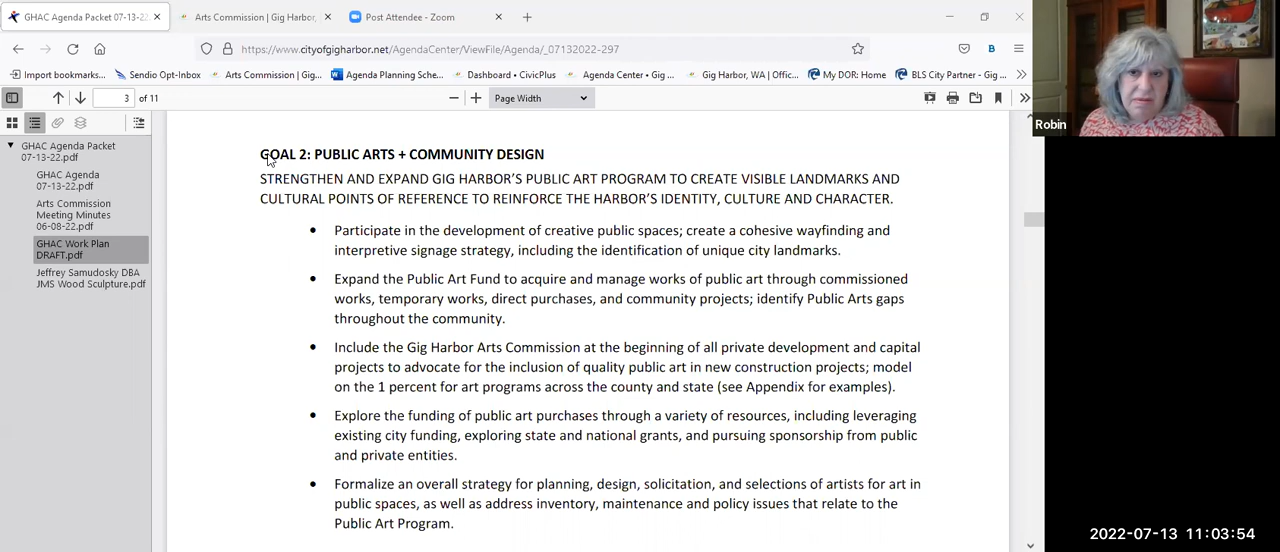 GHAC Agenda Packet 07-13-22.
Arts Commission | Gig Harbor,
Post Attendee - Zoom
https://www.cityofgigharbor.net/AgendaCenter/ViewFile/Agenda/_07132022-297
Import bookmarks...
Sendio Opt-Inbox
Arts Commission | Gig...
Agenda Planning Sche...
Dashboard • CivicPlus
Agenda Center • Gig ...
Gig Harbor, WA | Offic...
My DOR: Home
BLS City Partner - Gig ...
3
of 11
Page Width
Robin
GHAC Agenda Packet
07-13-22.pdf
GHAC Agenda
07-13-22.pdf
Arts Commission
Meeting Minutes
06-08-22.pdf
GHAC Work Plan
DRAFT.pdf
Jeffrey Samudosky DBA
JMS Wood Sculpture.pdf
GOAL 2: PUBLIC ARTS + COMMUNITY DESIGN
STRENGTHEN AND EXPAND GIG HARBOR'S PUBLIC ART PROGRAM TO CREATE VISIBLE LANDMARKS AND
CULTURAL POINTS OF REFERENCE TO REINFORCE THE HARBOR'S IDENTITY, CULTURE AND CHARACTER.
• Participate in the development of creative public spaces; create a cohesive wayfinding and
interpretive signage strategy, including the identification of unique city landmarks.
• Expand the Public Art Fund to acquire and manage works of public art through commissioned
works, temporary works, direct purchases, and community projects; identify Public Arts gaps
throughout the community.
• Include the Gig Harbor Arts Commission at the beginning of all private development and capital
projects to advocate for the inclusion of quality public art in new construction projects; model
on the 1 percent for art programs across the county and state (see Appendix for examples).
• Explore the funding of public art purchases through a variety of resources, including leveraging
existing city funding, exploring state and national grants, and pursuing sponsorship from public
and private entities.
• Formalize an overall strategy for planning, design, solicitation, and selections of artists for art in
public spaces, as well as address inventory, maintenance and policy issues that relate to the
Public Art Program.
2022-07-13 11:03:54